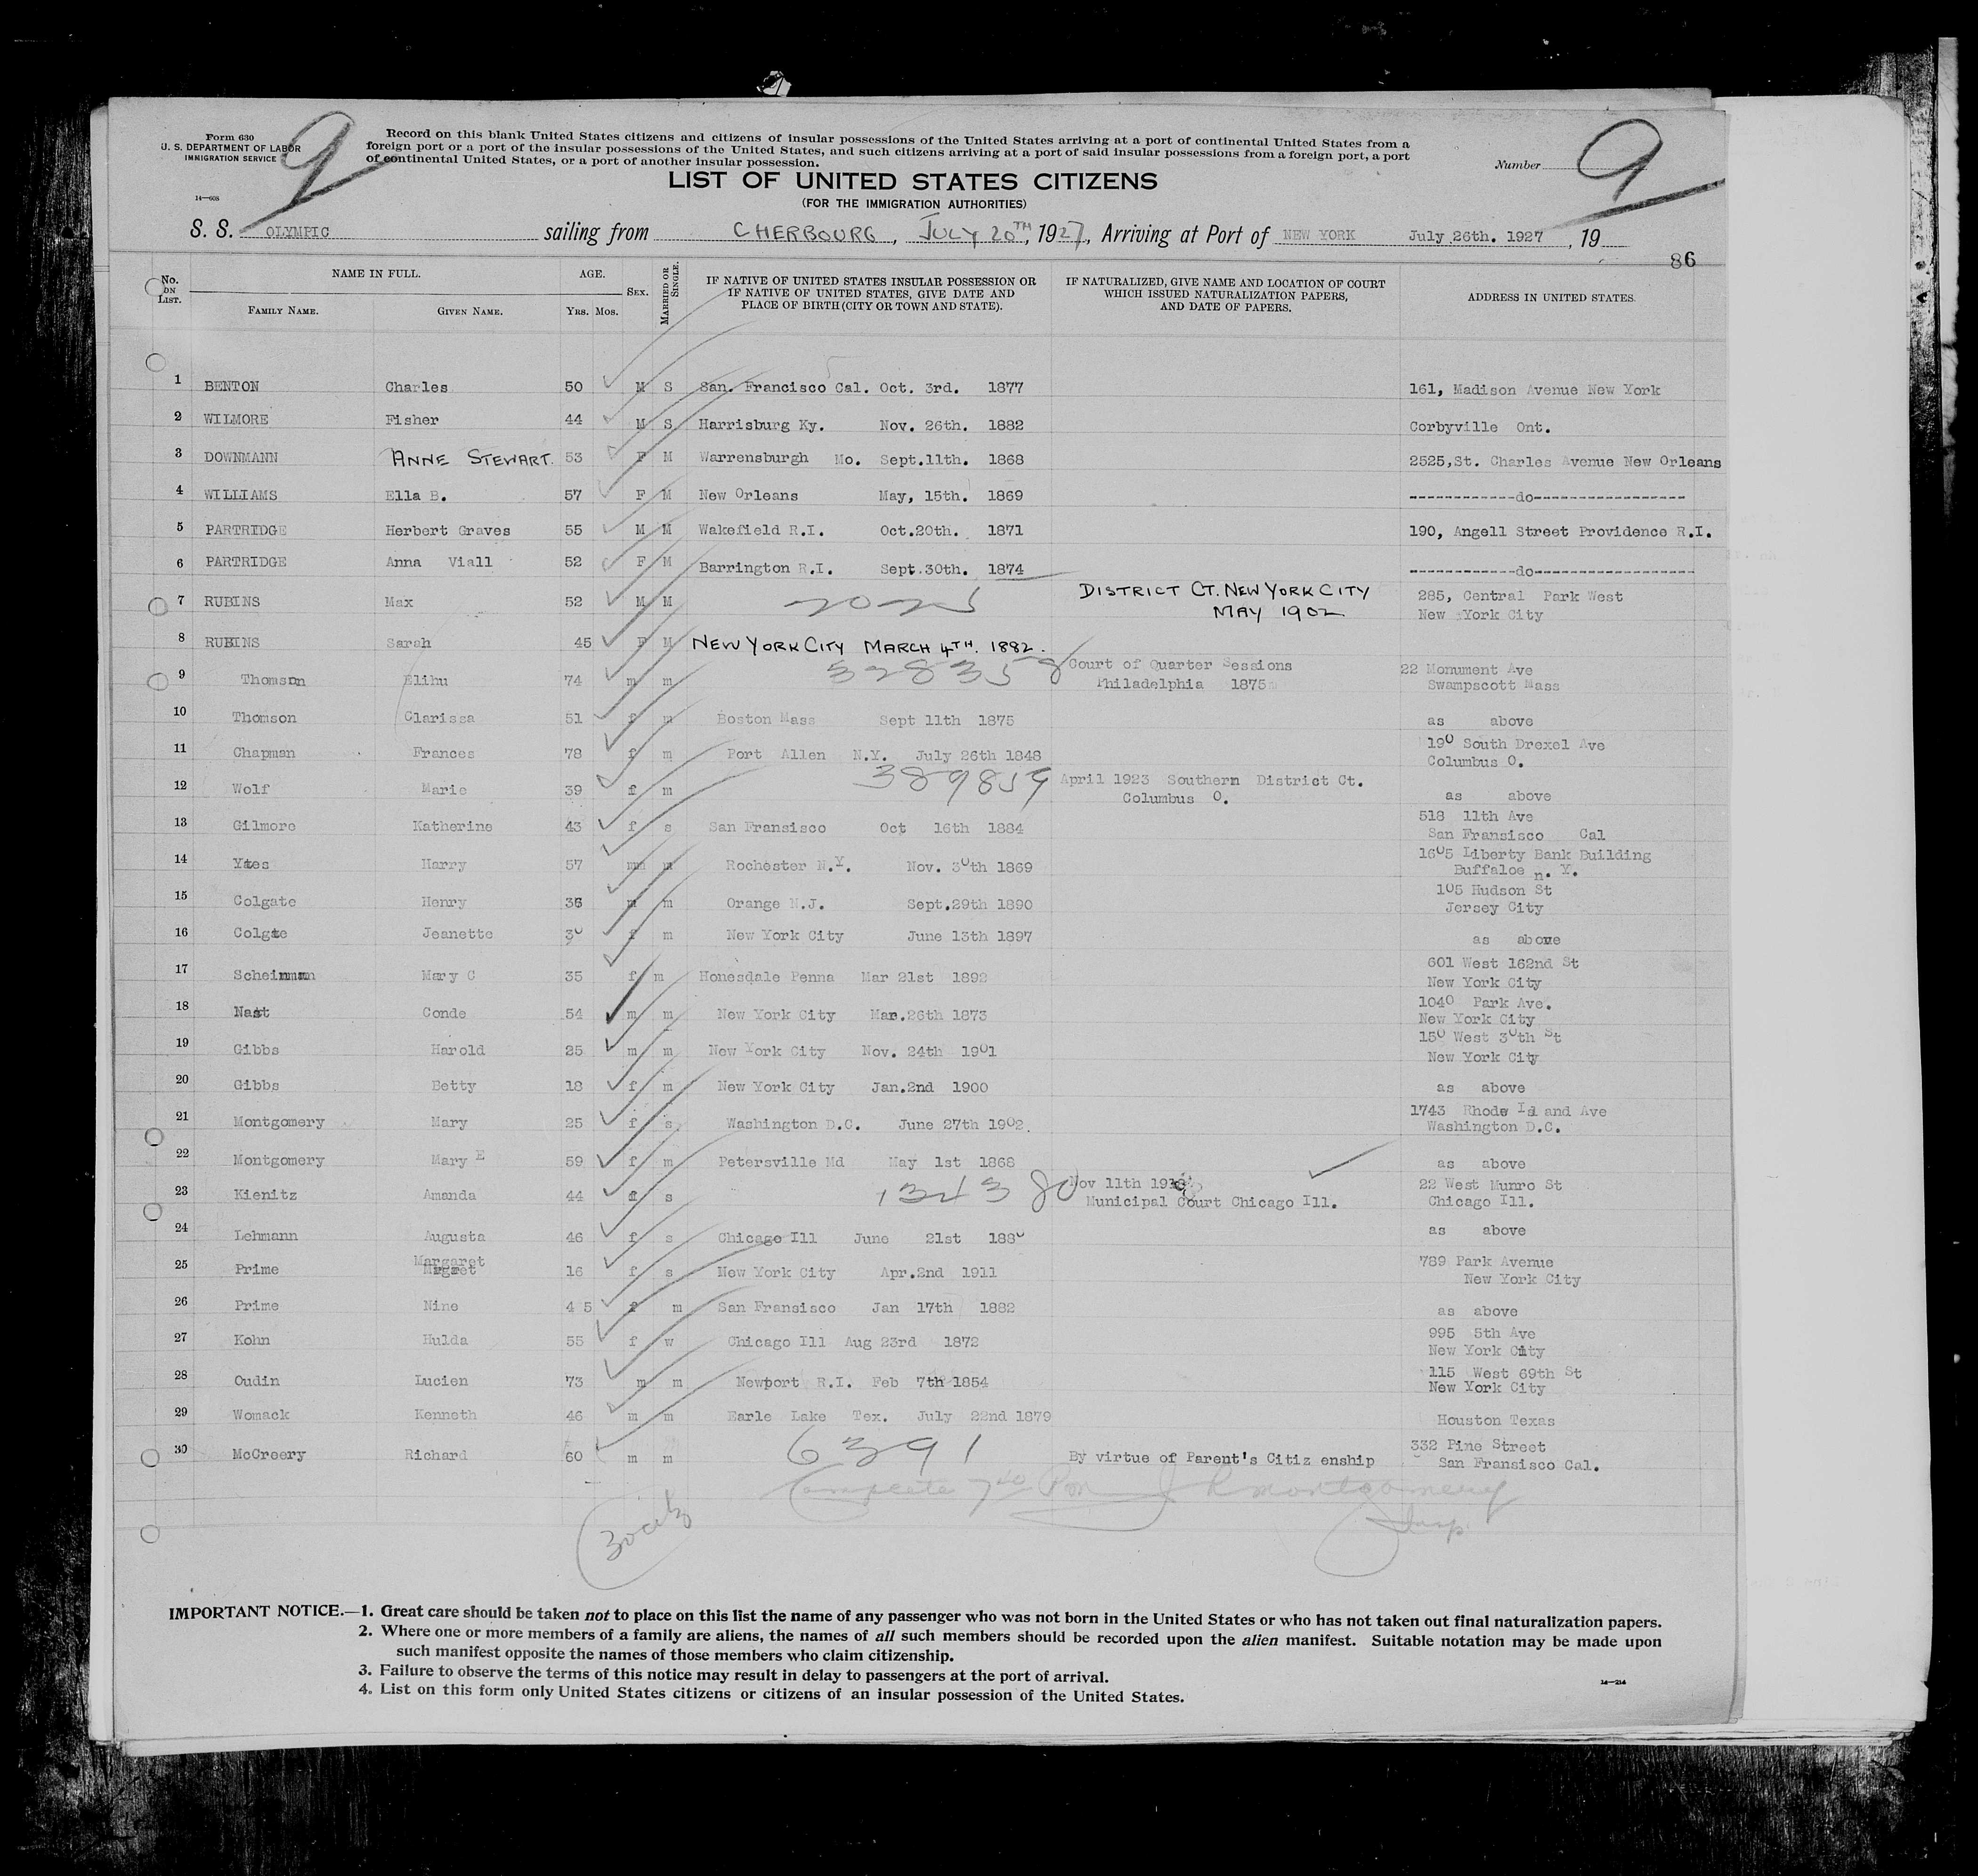 Form 630
U. S. DEPARTMENT OF LABOR
IMMIGRATION SERVICE
14—608
9
Record on this blank United States citizens and citizens of insular possessions of the United States arriving at a port of continental United States from a
foreign port or a port of the insular possessions of the United States, and such citizens arriving at a port of said insular possessions from a foreign port, a port
of continental United States, or a port of another insular possession.
Number 9
LIST OF UNITED STATES CITIZENS
(FOR THE IMMIGRATION AUTHORITIES)
S. S. OLYMPIC sailing from CHERBOURG, JULY 20TH, 1927, Arriving at Port of NEW YORK July 26th. 1927, 19
86
No. ON LIST. NAME IN FULL. AGE. SEX. MARRIED OR SINGLE. IF NATIVE OF UNITED STATES INSULAR POSSESSION OR IF NATIVE OF UNITED STATES, GIVE DATE AND PLACE OF BIRTH (CITY OR TOWN AND STATE). IF NATURALIZED, GIVE NAME AND LOCATION OF COURT WHICH ISSUED NATURALIZATION PAPERS, AND DATE OF PAPERS. ADDRESS IN UNITED STATES.
FAMILY NAME. GIVEN NAME. YRS. MOS.
1 BENTON Charles 50 M S San. Francisco Cal. Oct. 3rd. 1877 161, Madison Avenue New York
2 WILMORE Fisher 44 M S Harrisburg Ky. Nov. 26th. 1882 Corbyville Ont.
3 DOWNMANN ANNE STEWART. 53 F M Warrensburgh Mo. Sept.11th. 1868 2525,St. Charles Avenue New Orleans
4 WILLIAMS Ella B. 57 F M New Orleans May, 15th. 1869 ------------do-----------------
5 PARTRIDGE Herbert Graves 55 M M Wakefield R.I. Oct.20th. 1871 190, Angell Street Providence R.I.
6 PARTRIDGE Anna Viall 52 F M Barrington R.I. Sept.30th. 1874 ------------do------------------
7 RUBINS Max 52 M M DISTRICT CT. NEW YORK CITY 285, Central Park West
MAY 1902 New York City
8 RUBINS Sarah 45 F M NEW YORK CITY MARCH 4TH. 1882.
9 Thomson Elihu 74 m m 328358 Court of Quarter Sessions 22 Monument Ave
Philadelphia 1875 Swampscott Mass
10 Thomson Clarissa 51 f m Boston Mass Sept 11th 1875 as above
11 Chapman Frances 78 f m Port Allen N.Y. July 26th 1848 190 South Drexel Ave
Columbus O.
12 Wolf Marie 39 f m 389859 April 1923 Southern District Ct.
Columbus O. as above
13 Gilmore Katherine 43 f s San Fransisco Oct 16th 1884 518 11th Ave
San Fransisco Cal
14 Yates Harry 57 m m Rochester N.Y. Nov. 30th 1869 1605 Liberty Bank Building
Buffaloe n. Y.
15 Colgate Henry 36 m m Orange N.J. Sept.29th 1890 105 Hudson St
Jersey City
16 Colgate Jeanette 30 f m New York City June 13th 1897 as above
17 Scheinman Mary C 35 f m Honesdale Penna Mar 21st 1892 601 West 162nd St
New York City
18 Nast Conde 54 m m New York City Mar.26th 1873 1040 Park Ave.
New York City
19 Gibbs Harold 25 m m New York City Nov. 24th 1901 150 West 30th St
New York City
20 Gibbs Betty 18 f m New York City Jan.2nd 1900 as above
21 Montgomery Mary 25 f s Washington D.C. June 27th 1902. 1743 Rhode Island Ave
Washington D.C.
22 Montgomery Mary E 59 f m Petersville Md May 1st 1868 as above
23 Kienitz Amanda 44 f s 134380 Nov 11th 1918 22 West Munro St
Municipal Court Chicago Ill. Chicago Ill.
24 Lehmann Augusta 46 f s Chicago Ill June 21st 1880 as above
25 Prime Margaret 16 f s New York City Apr.2nd 1911 789 Park Avenue
New York City
26 Prime Nine 45 f m San Fransisco Jan 17th 1882 as above
27 Kohn Hulda 55 f w Chicago Ill Aug 23rd 1872 995 5th Ave
New York City
28 Oudin Lucien 73 m m Newport R.I. Feb 7th 1854 115 West 69th St
New York City
29 Womack Kenneth 46 m m Earle Lake Tex. July 22nd 1879 Houston Texas
30 McCreery Richard 60 m m 6391 By virtue of Parent's Citiz enship 332 Pine Street
San Fransisco Cal.
Complete Montgomery
Insp
IMPORTANT NOTICE.—1. Great care should be taken not to place on this list the name of any passenger who was not born in the United States or who has not taken out final naturalization papers.
2. Where one or more members of a family are aliens, the names of all such members should be recorded upon the alien manifest. Suitable notation may be made upon
such manifest opposite the names of those members who claim citizenship.
3. Failure to observe the terms of this notice may result in delay to passengers at the port of arrival.
4. List on this form only United States citizens or citizens of an insular possession of the United States.
14—214